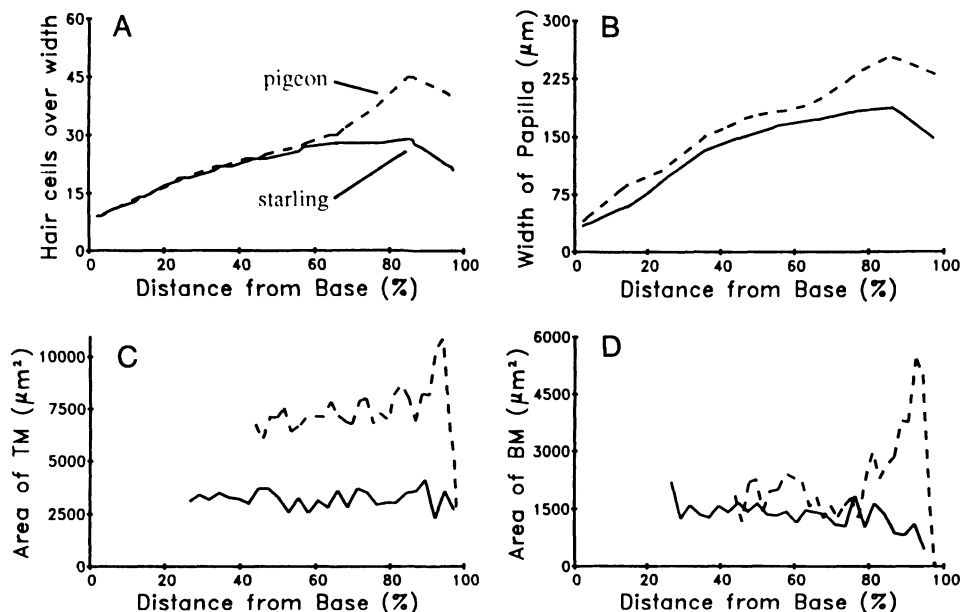 A
Hair cells over width
60
45
30
15
0
pigeon
starling
0 20 40 60 80 100
Distance from Base (%)
B
Width of Papilla (μm)
300
225
150
75
0
0 20 40 60 80 100
Distance from Base (%)
C
Area of TM (μm²)
10000
7500
5000
2500
0
0 20 40 60 80 100
Distance from Base (%)
D
Area of BM (μm²)
6000
4500
3000
1500
0
0 20 40 60 80 100
Distance from Base (%)